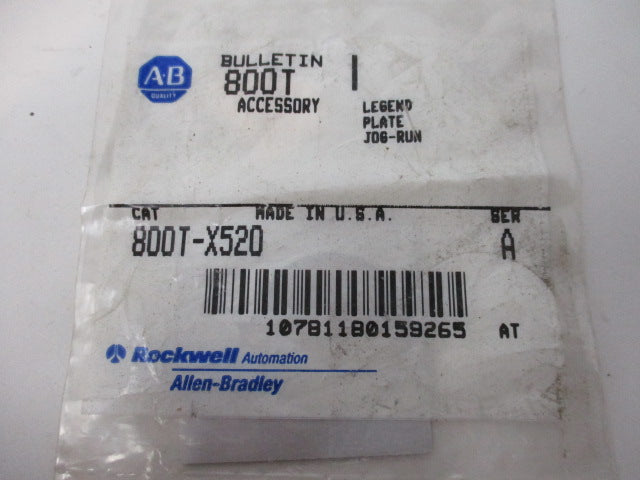 A-B
QUALITY
BULLETIN
800T
ACCESSORY
LEGEND
PLATE
JOG-RUN
CAT MADE IN U.S.A. SER
800T-X520 A
10781180159265 AT
Rockwell Automation
Allen-Bradley